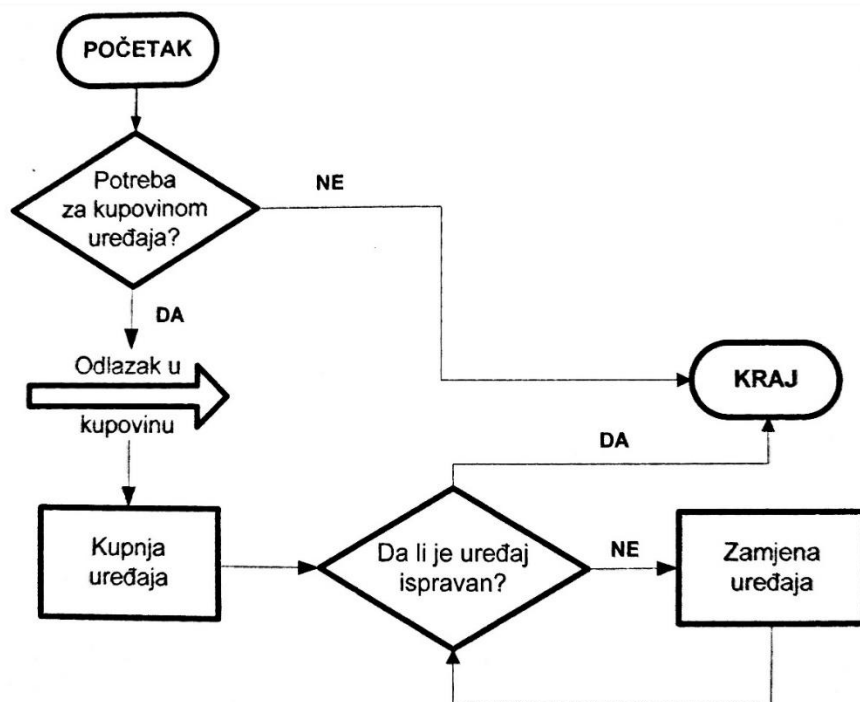 POČETAK
Potreba
za kupovinom
uređaja?
NE
DA
Odlazak u
kupovinu
KRAJ
DA
Kupnja
uređaja
Da li je uređaj
ispravan?
NE
Zamjena
uređaja